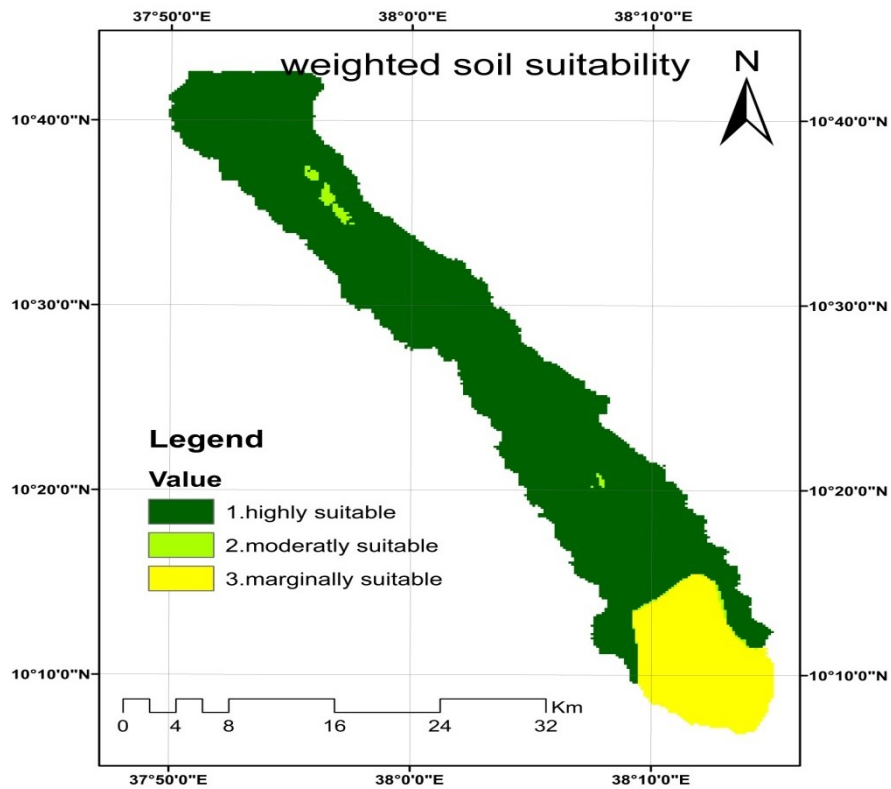 37°50'0"E 38°0'0"E 38°10'0"E
weighted soil suitability
N
10°40'0"N 10°40'0"N
10°30'0"N 10°30'0"N
Legend
Value
10°20'0"N 10°20'0"N
1.highly suitable
2.moderatly suitable
3.marginally suitable
10°10'0"N 10°10'0"N
Km
0 4 8 16 24 32
37°50'0"E 38°0'0"E 38°10'0"E